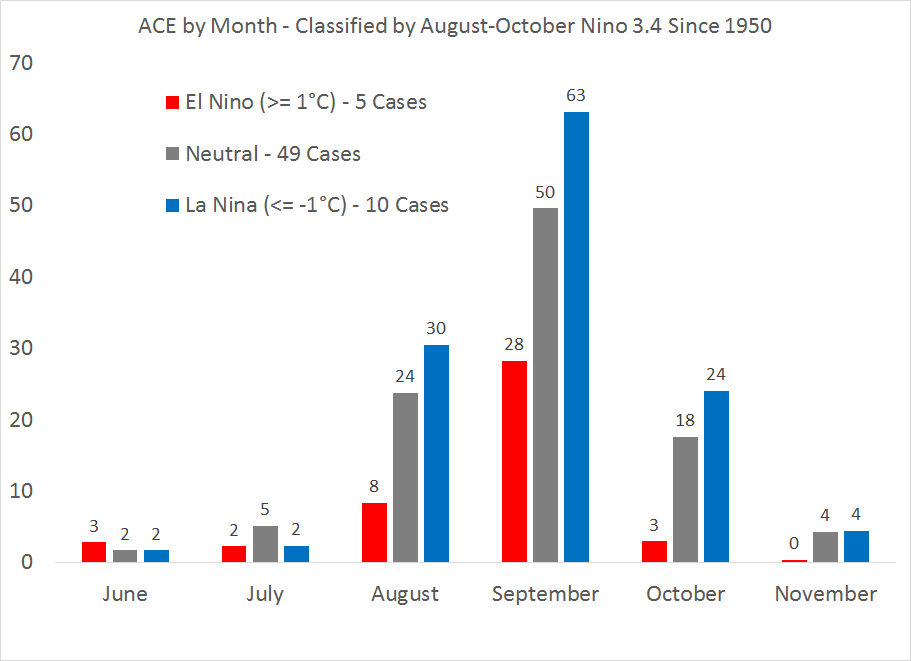 ACE by Month - Classified by August-October Nino 3.4 Since 1950
70
60
50
40
30
20
10
0
El Nino (>= 1°C) - 5 Cases
Neutral - 49 Cases
La Nina (<= -1°C) - 10 Cases
3 2 2
2 5 2
8 24 30
28 50 63
3 18 24
0 4 4
June July August September October November